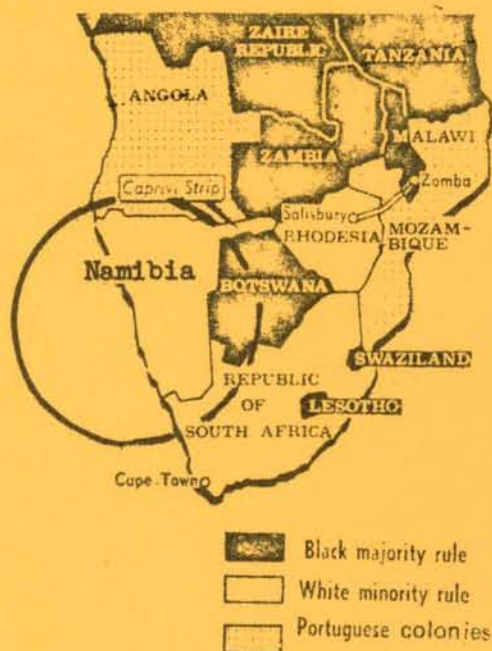 ZAIRE
REPUBLIC
TANZANIA
ANGOLA
MALAWI
ZAMBIA
Caprivi Strip
Zomba
Salisbury
RHODESIA
MOZAM-
BIQUE
Namibia
BOTSWANA
SWAZILAND
REPUBLIC
OF
SOUTH AFRICA
LESOTHO
Cape Town
Black majority rule
White minority rule
Portuguese colonies